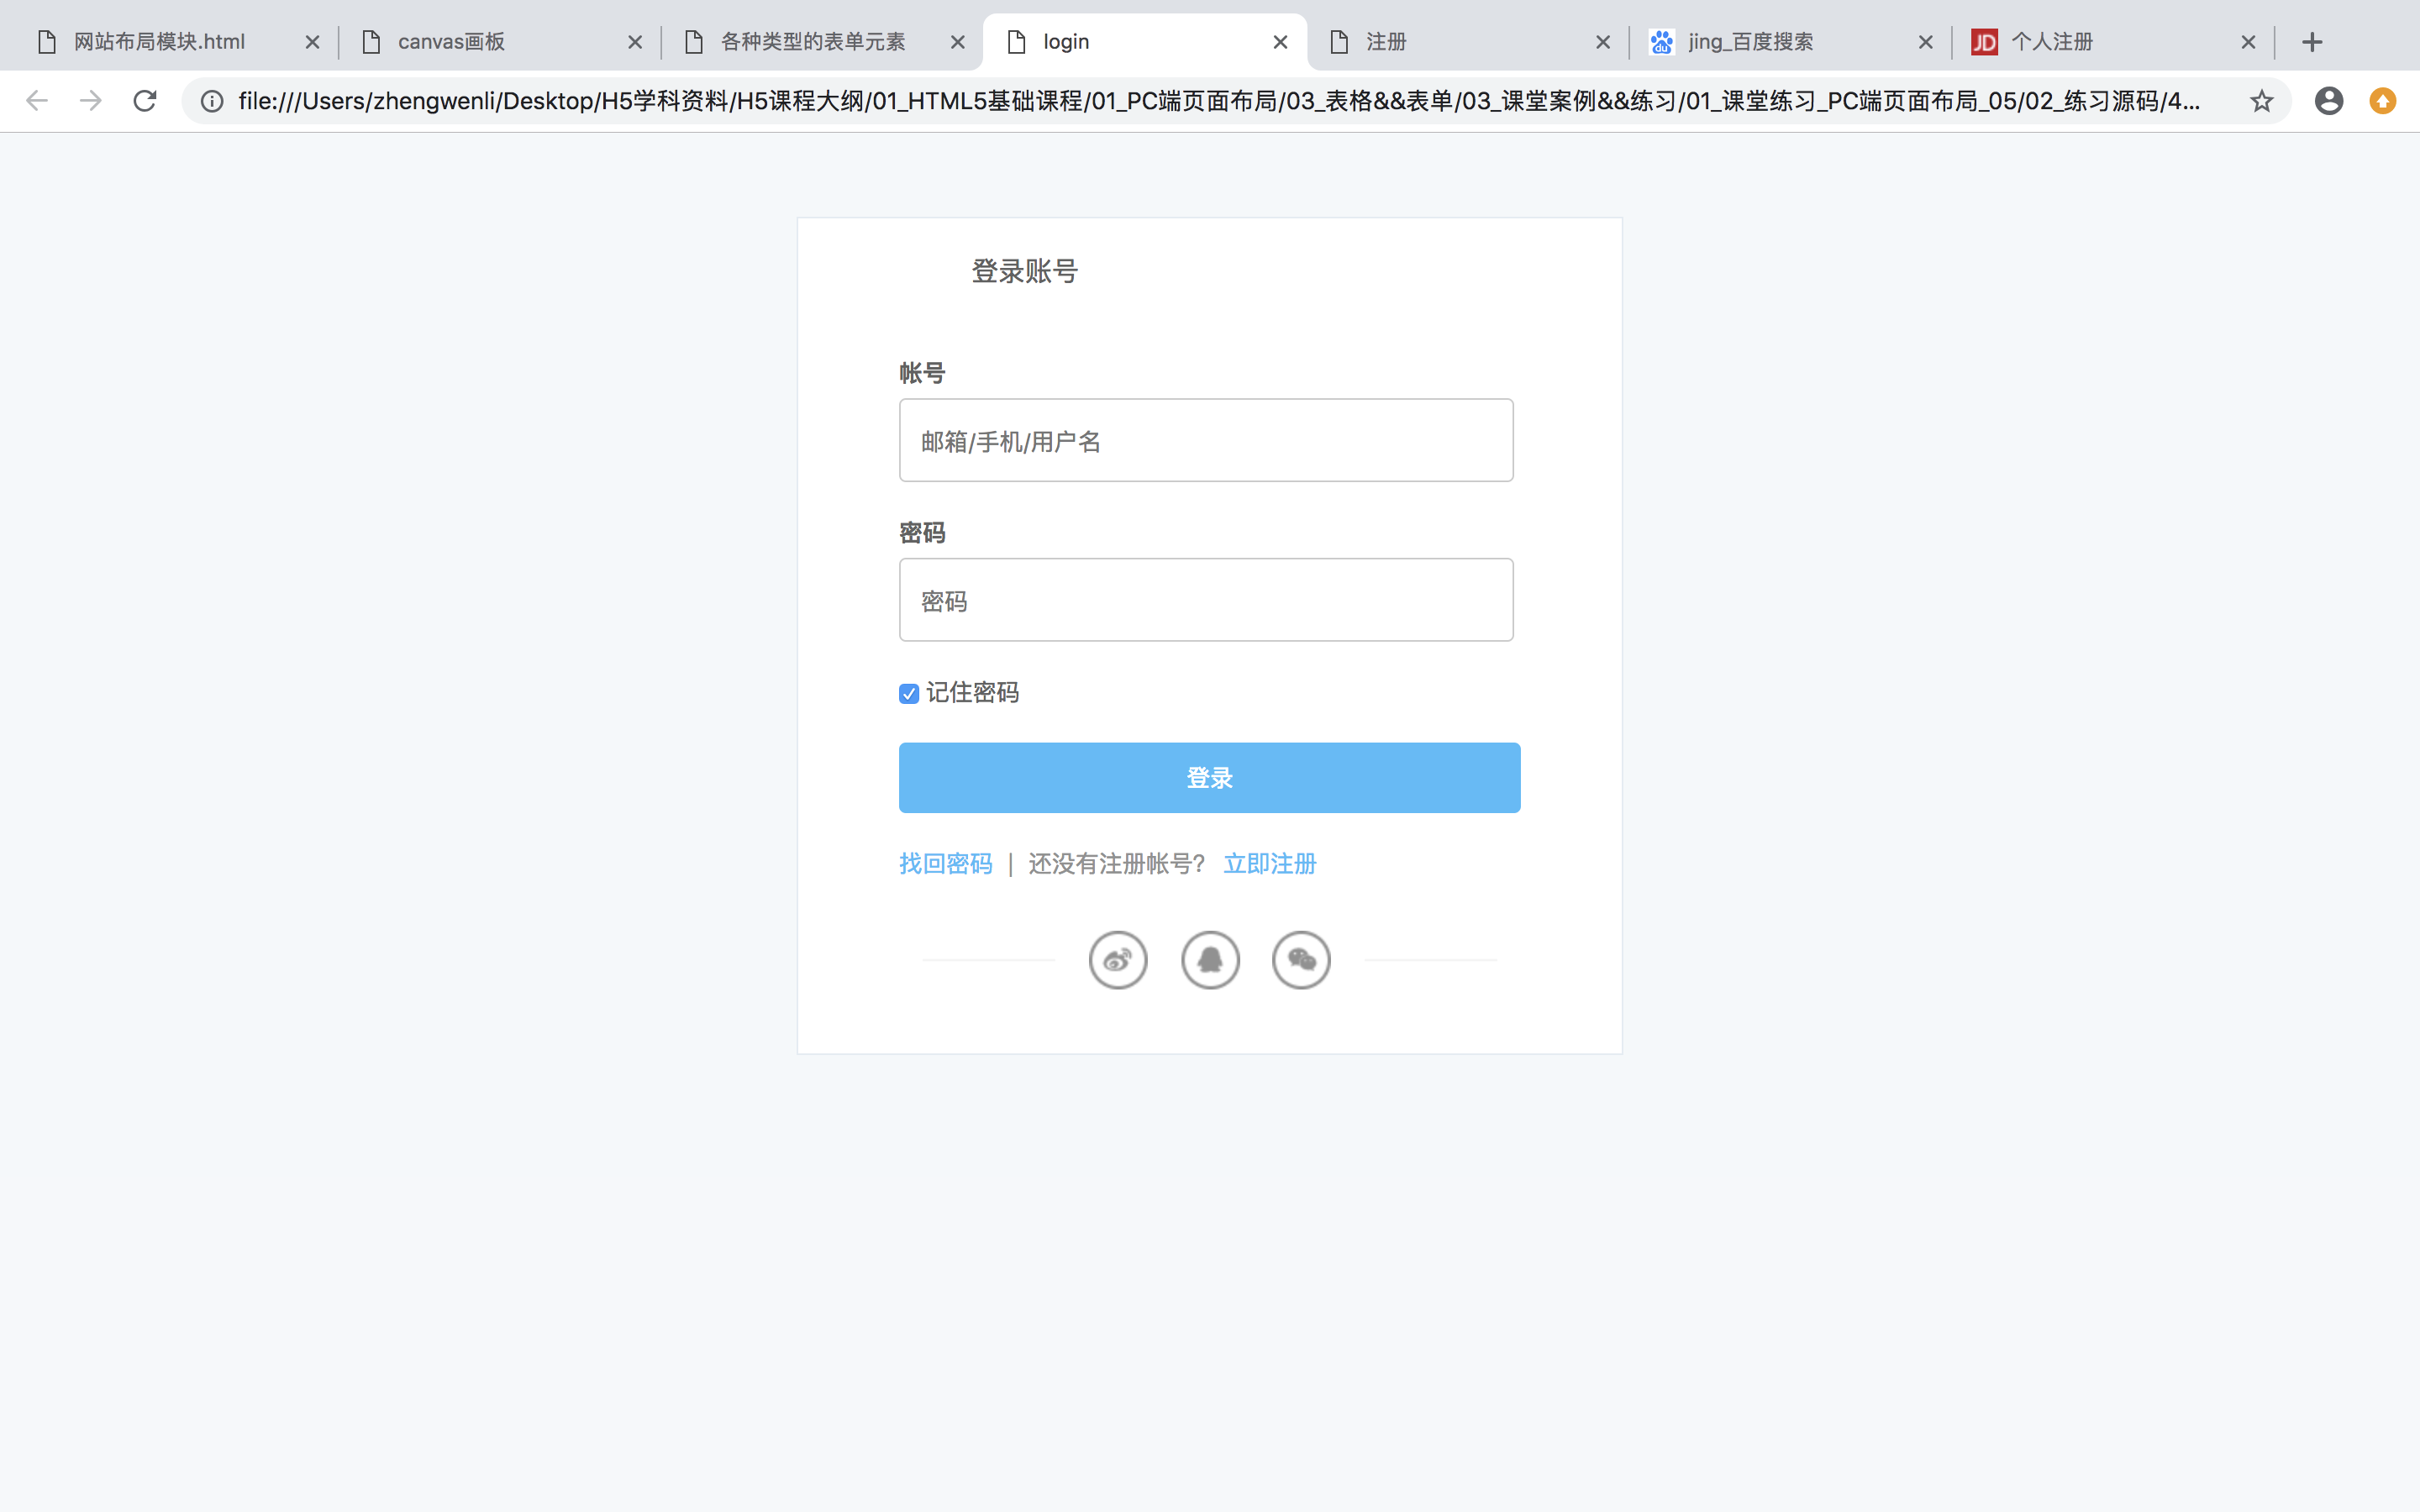 网站布局模块.html
canvas画板
各种类型的表单元素
login
注册
du
jing_百度搜索
JD
个人注册
file:///Users/zhengwenli/Desktop/H5学科资料/H5课程大纲/01_HTML5基础课程/01_PC端页面布局/03_表格&&表单/03_课堂案例&&练习/01_课堂练习_PC端页面布局_05/02_练习源码/4...
登录账号
帐号
邮箱/手机/用户名
密码
密码
记住密码
登录
找回密码 | 还没有注册帐号? 立即注册